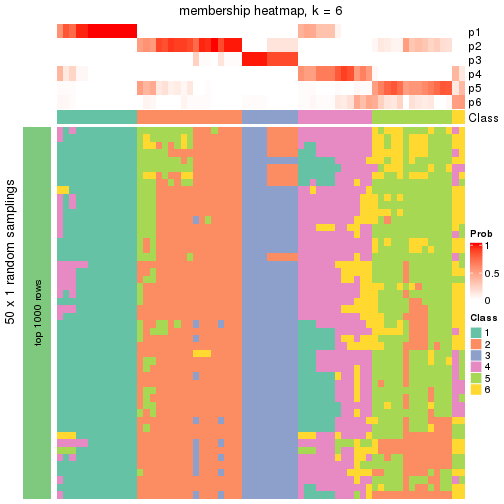 membership heatmap, k = 6
p1
p2
p3
p4
p5
p6
Class
50 x 1 random samplings
top 1000 rows
Prob
1
0.5
0
Class
1
2
3
4
5
6